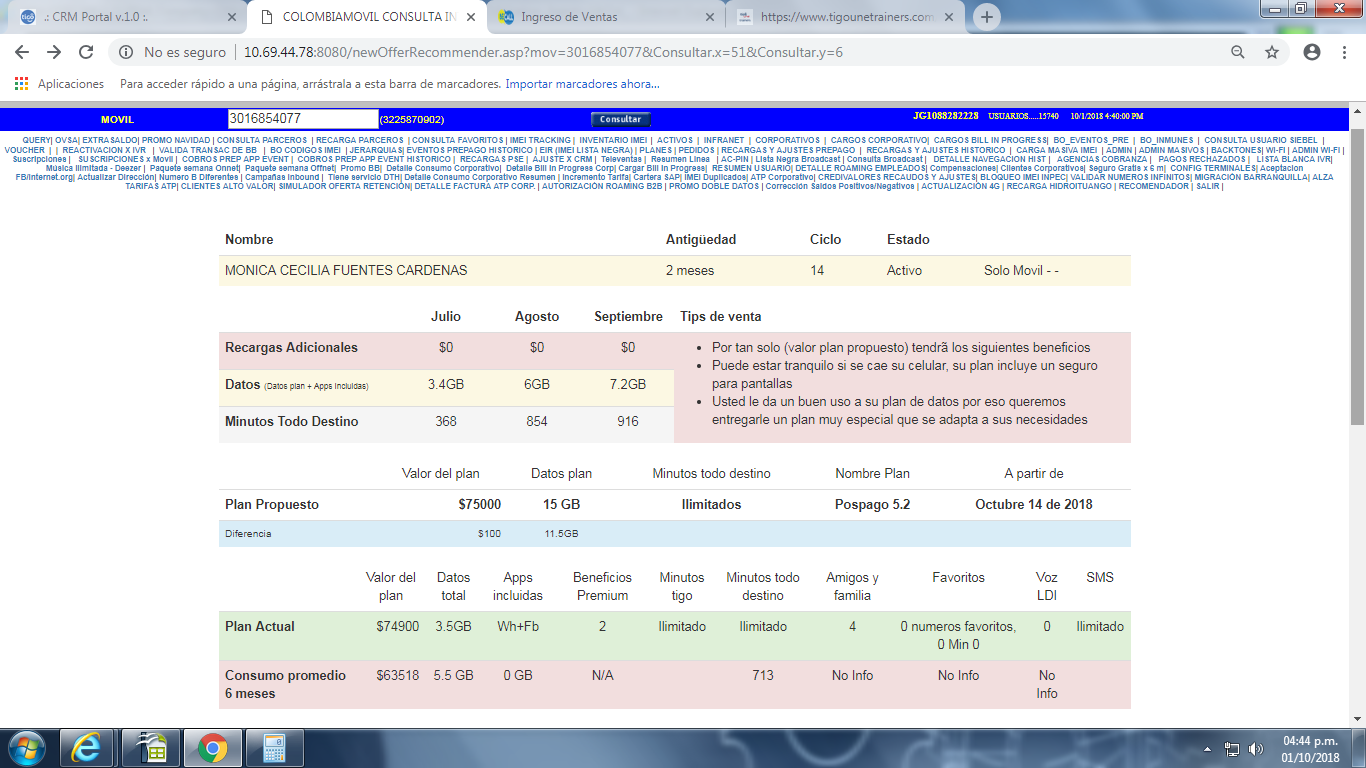 .: CRM Portal v.1.0 :.
COLOMBIAMOVIL CONSULTA IN
Ingreso de Ventas
https://www.tigounetrainers.com
No es seguro | 10.69.44.78:8080/newOfferRecommender.asp?mov=3016854077&Consultar.x=51&Consultar.y=6
Aplicaciones Para acceder rápido a una página, arrástrala a esta barra de marcadores. Importar marcadores ahora...
MOVIL 3016854077 (3225870902) Consultar JG1088282228 USUARIOS.....15740 10/1/2018 4:40:00 PM
QUERY| OVSA| EXTRASALDO| PROMO NAVIDAD | CONSULTA PARCEROS | RECARGA PARCEROS | CONSULTA FAVORITOS | IMEI TRACKING | INVENTARIO IMEI | ACTIVOS | INFRANET | CORPORATIVOS | CARGOS CORPORATIVO| CARGOS BILL IN PROGRESS| BO_EVENTOS_PRE | BO_INMUNES | CONSULTA USUARIO SIEBEL |
VOUCHER | | REACTIVACION X IVR | VALIDA TRANSAC DE BB | BO CODIGOS IMEI | JERARQUIAS| EVENTOS PREPAGO HISTORICO | EIR (IMEI LISTA NEGRA) | PLANES | PEDIDOS | RECARGAS Y AJUSTES PREPAGO | RECARGAS Y AJUSTES HISTORICO | CARGA MASIVA IMEI | ADMIN | ADMIN MASIVOS | BACKTONES| WI-FI | ADMIN WI-FI |
Suscripciones | SUSCRIPCIONES x Movil | COBROS PREP APP EVENT | COBROS PREP APP EVENT HISTORICO | RECARGAS PSE | AJUSTE X CRM | Televentas | Resumen Linea | AC-PIN | Lista Negra Broadcast | Consulta Broadcast | DETALLE NAVEGACION HIST | AGENCIAS COBRANZA | PAGOS RECHAZADOS | LISTA BLANCA IVR|
Música Ilimitada - Deezer | Paquete semana Onnet| Paquete semana Offnet| Promo BB| Detalle Consumo Corporativo| Detalle Bill in Progress Corp| Cargar Bill in Progress| RESUMEN USUARIO| DETALLE ROAMING EMPLEADOS| Compensaciones| Clientes Corporativos| Seguro Gratis x 6 m| CONFIG TERMINALES| Aceptacion
FB/Internet.org| Actualizar Dirección| Numero B Diferentes | Campañas Inbound | Tiene servicio DTH| Detalle Consumo Corporativo Resumen | Incremento Tarifa| Cartera SAP| IMEI Duplicados| ATP Corporativo| CREDIVALORES RECAUDOS Y AJUSTES| BLOQUEO IMEI INPEC| VALIDAR NUMEROS INFINITOS| MIGRACIÓN BARRANQUILLA| ALZA
TARIFAS ATP| CLIENTES ALTO VALOR| SIMULADOR OFERTA RETENCIÓN| DETALLE FACTURA ATP CORP. | AUTORIZACIÓN ROAMING B2B | PROMO DOBLE DATOS | Corrección Saldos Positivos/Negativos | ACTUALIZACIÓN 4G | RECARGA HIDROITUANGO | RECOMENDADOR | SALIR |
Nombre Antigüedad Ciclo Estado
MONICA CECILIA FUENTES CARDENAS 2 meses 14 Activo Solo Movil - -
Julio Agosto Septiembre Tips de venta
Recargas Adicionales $0 $0 $0
Datos (Datos plan + Apps incluidas) 3.4GB 6GB 7.2GB
Minutos Todo Destino 368 854 916
• Por tan solo (valor plan propuesto) tendrã los siguientes beneficios
• Puede estar tranquilo si se cae su celular, su plan incluye un seguro
para pantallas
• Usted le da un buen uso a su plan de datos por eso queremos
entregarle un plan muy especial que se adapta a sus necesidades
Valor del plan Datos plan Minutos todo destino Nombre Plan A partir de
Plan Propuesto $75000 15 GB Ilimitados Pospago 5.2 Octubre 14 de 2018
Diferencia $100 11.5GB
Valor del Datos Apps Beneficios Minutos Minutos todo Amigos y Favoritos Voz SMS
plan total incluidas Premium tigo destino familia LDI
Plan Actual $74900 3.5GB Wh+Fb 2 Ilimitado Ilimitado 4 0 numeros favoritos, 0 Ilimitado
0 Min 0
Consumo promedio $63518 5.5 GB 0 GB N/A 713 No Info No Info No
6 meses Info
04:44 p.m.
01/10/2018